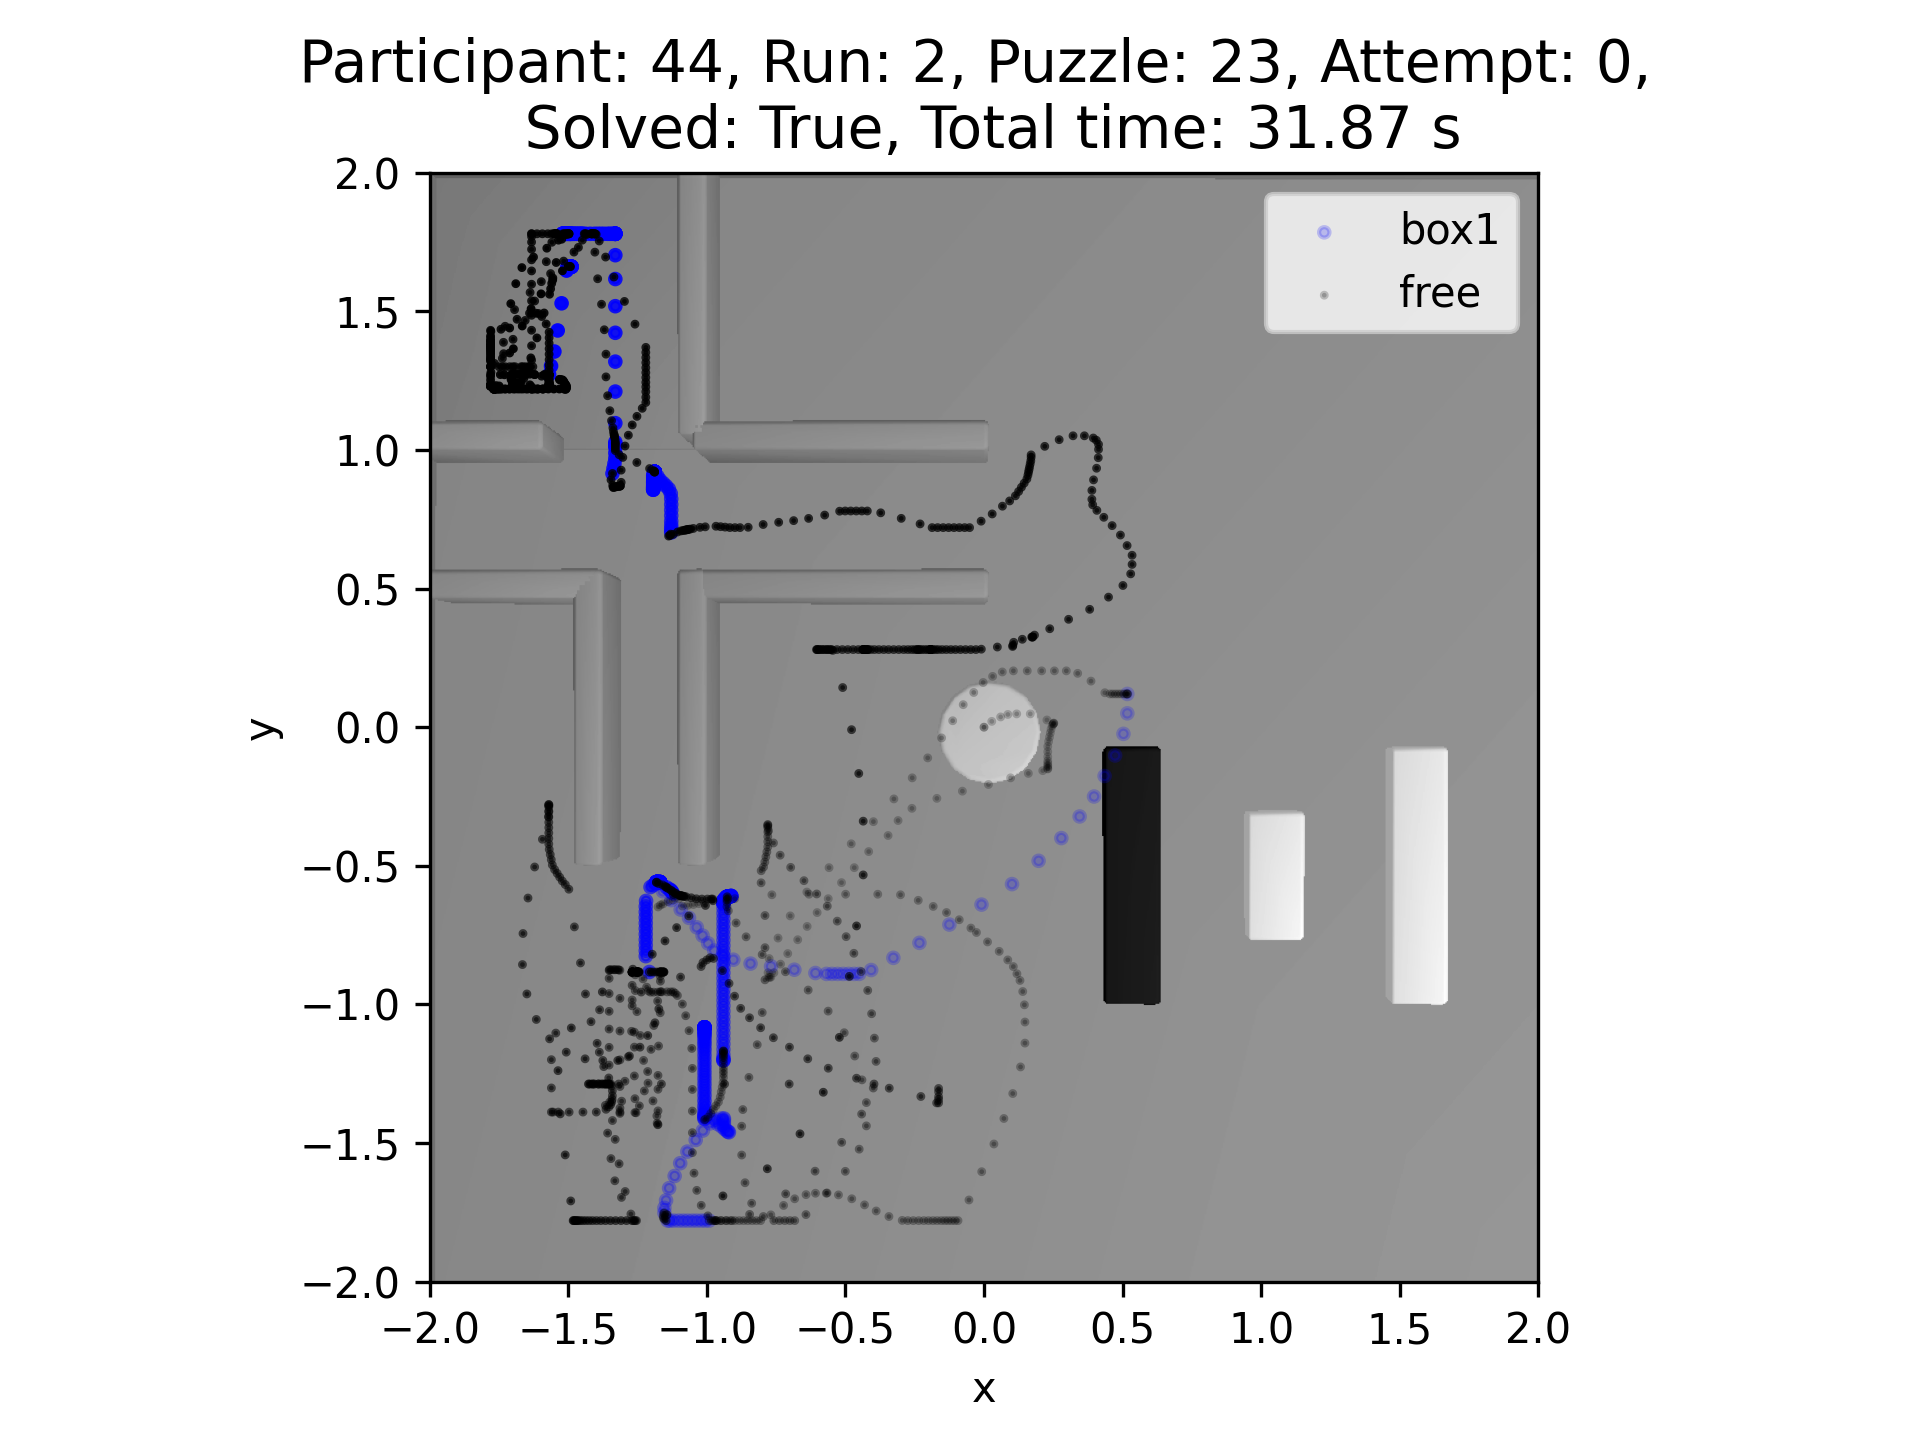 Participant: 44, Run: 2, Puzzle: 23, Attempt: 0,
Solved: True, Total time: 31.87 s
box1
free
2.0
1.5
1.0
0.5
0.0
−0.5
−1.0
−1.5
−2.0
y
−2.0 −1.5 −1.0 −0.5 0.0 0.5 1.0 1.5 2.0
x